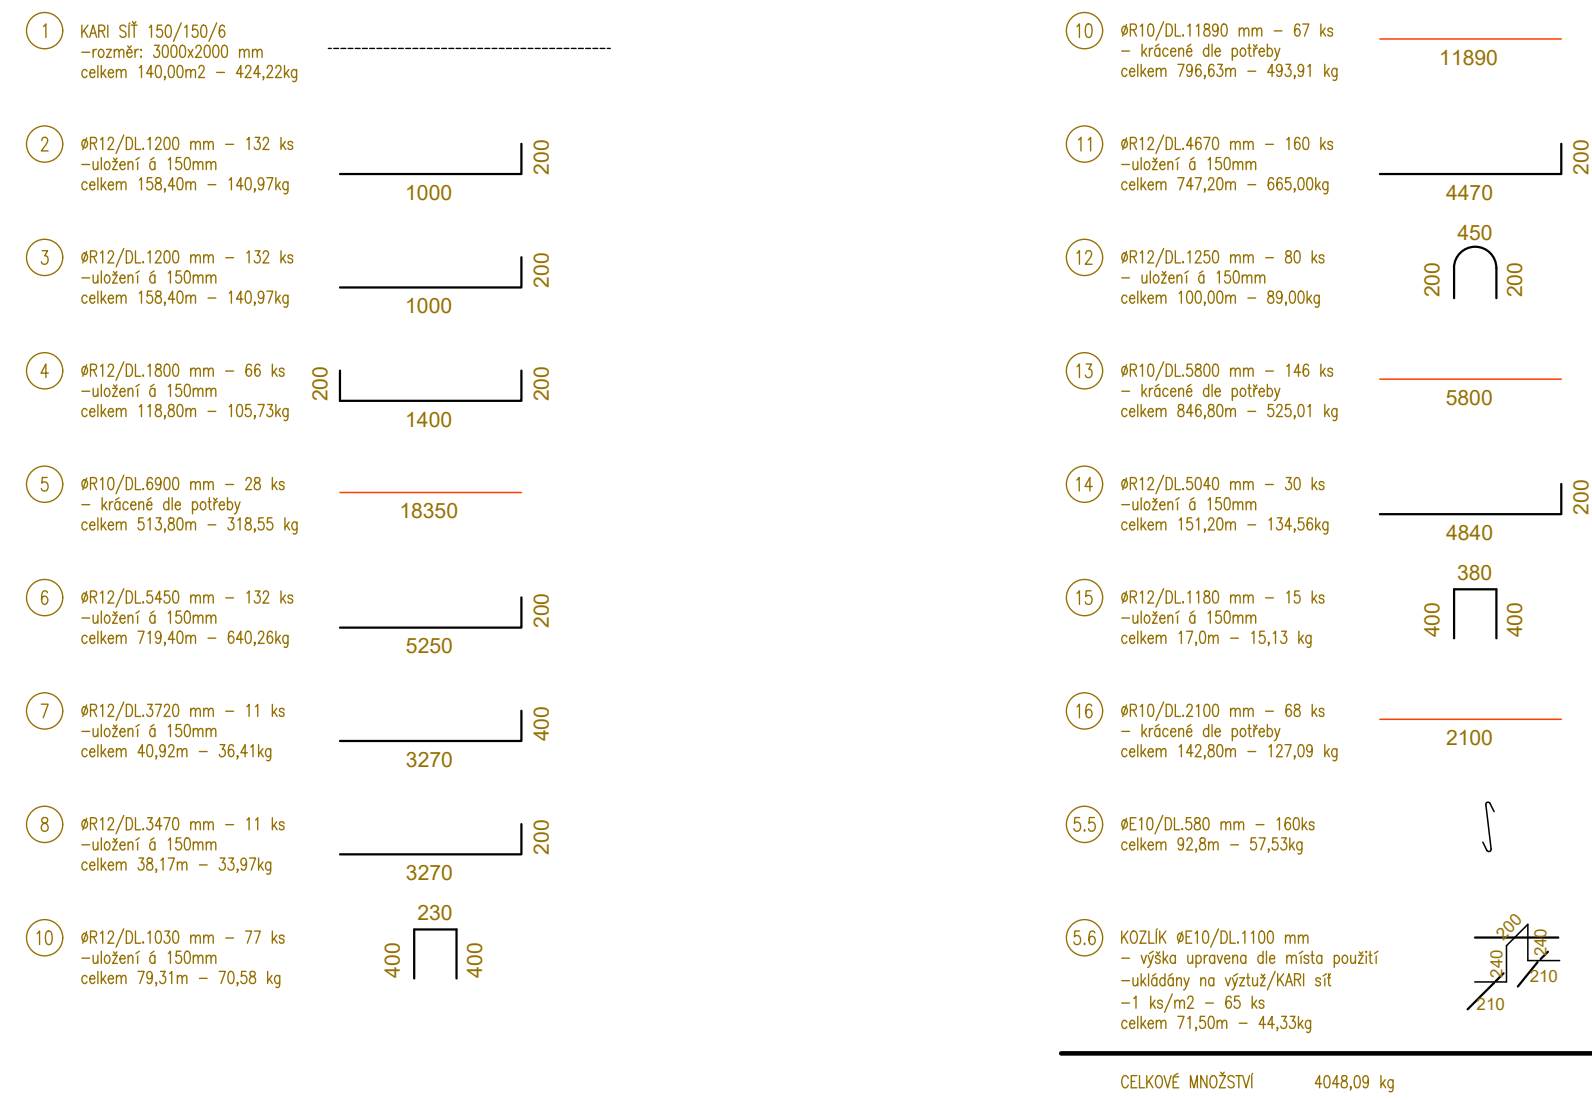 1
KARI SÍŤ 150/150/6
–rozměr: 3000x2000 mm
celkem 140,00m2 – 424,22kg
2
øR12/DL.1200 mm – 132 ks
–uložení á 150mm
celkem 158,40m – 140,97kg
200
1000
3
øR12/DL.1200 mm – 132 ks
–uložení á 150mm
celkem 158,40m – 140,97kg
200
1000
4
øR12/DL.1800 mm – 66 ks
–uložení á 150mm
celkem 118,80m – 105,73kg
200
200
1400
5
øR10/DL.6900 mm – 28 ks
– krácené dle potřeby
celkem 513,80m – 318,55 kg
18350
6
øR12/DL.5450 mm – 132 ks
–uložení á 150mm
celkem 719,40m – 640,26kg
200
5250
7
øR12/DL.3720 mm – 11 ks
–uložení á 150mm
celkem 40,92m – 36,41kg
400
3270
8
øR12/DL.3470 mm – 11 ks
–uložení á 150mm
celkem 38,17m – 33,97kg
200
3270
10
øR12/DL.1030 mm – 77 ks
–uložení á 150mm
celkem 79,31m – 70,58 kg
230
400
400
10
øR10/DL.11890 mm – 67 ks
– krácené dle potřeby
celkem 796,63m – 493,91 kg
11890
11
øR12/DL.4670 mm – 160 ks
–uložení á 150mm
celkem 747,20m – 665,00kg
200
4470
12
øR12/DL.1250 mm – 80 ks
– uložení á 150mm
celkem 100,00m – 89,00kg
450
200
200
13
øR10/DL.5800 mm – 146 ks
– krácené dle potřeby
celkem 846,80m – 525,01 kg
5800
14
øR12/DL.5040 mm – 30 ks
–uložení á 150mm
celkem 151,20m – 134,56kg
200
4840
15
øR12/DL.1180 mm – 15 ks
–uložení á 150mm
celkem 17,0m – 15,13 kg
380
400
400
16
øR10/DL.2100 mm – 68 ks
– krácené dle potřeby
celkem 142,80m – 127,09 kg
2100
5.5
øE10/DL.580 mm – 160ks
celkem 92,8m – 57,53kg
5.6
KOZLÍK øE10/DL.1100 mm
– výška upravena dle místa použití
–ukládány na výztuž/KARI síť
–1 ks/m2 – 65 ks
celkem 71,50m – 44,33kg
200
240
240
210
210
CELKOVÉ MNOŽSTVÍ 4048,09 kg